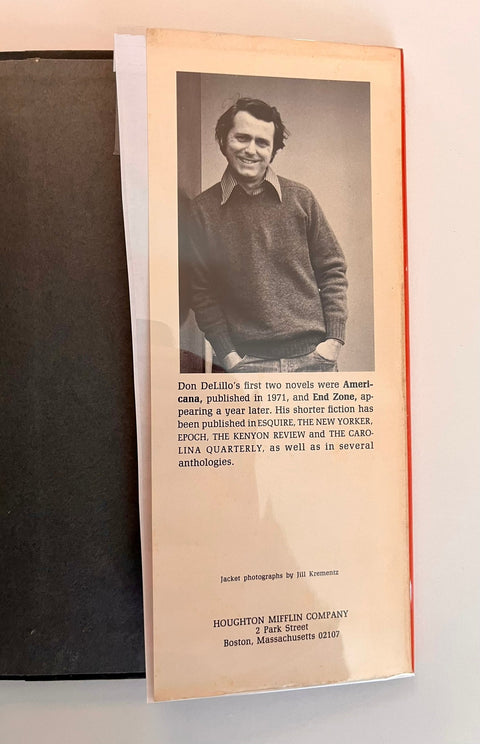 Don DeLillo's first two novels were Ameri-
cana, published in 1971, and End Zone, ap-
pearing a year later. His shorter fiction has
been published in ESQUIRE, THE NEW YORKER,
EPOCH, THE KENYON REVIEW and THE CARO-
LINA QUARTERLY, as well as in several
anthologies.
Jacket photographs by Jill Krementz
HOUGHTON MIFFLIN COMPANY
2 Park Street
Boston, Massachusetts 02107